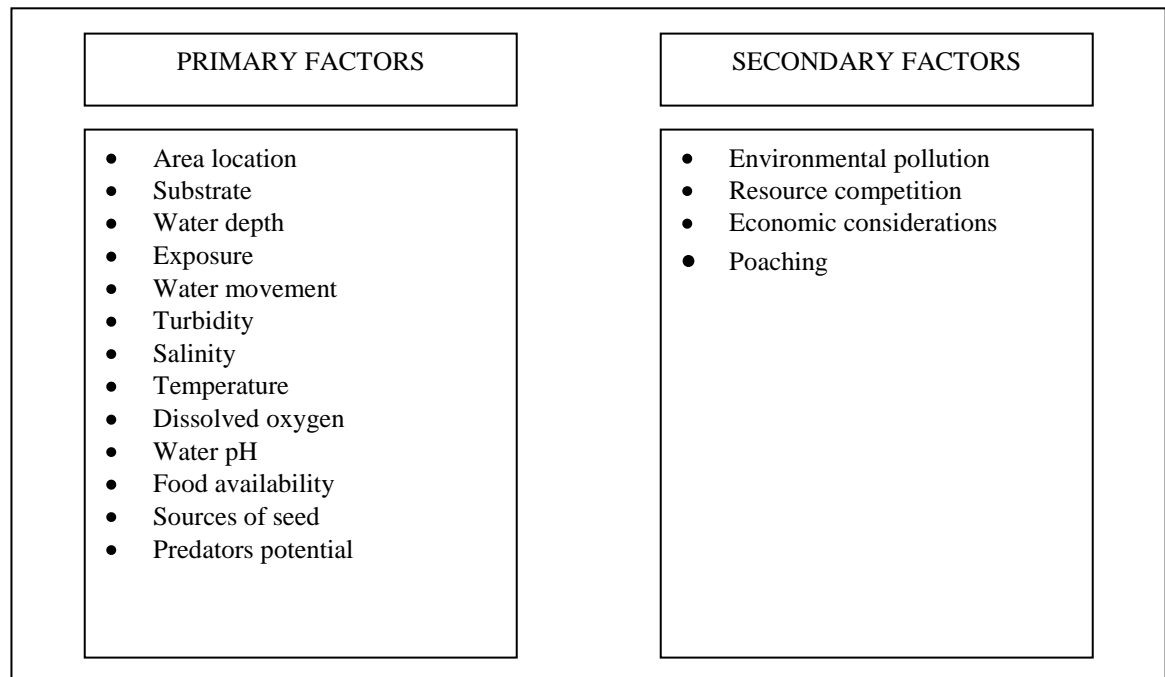 PRIMARY FACTORS
• Area location
• Substrate
• Water depth
• Exposure
• Water movement
• Turbidity
• Salinity
• Temperature
• Dissolved oxygen
• Water pH
• Food availability
• Sources of seed
• Predators potential
SECONDARY FACTORS
• Environmental pollution
• Resource competition
• Economic considerations
• Poaching